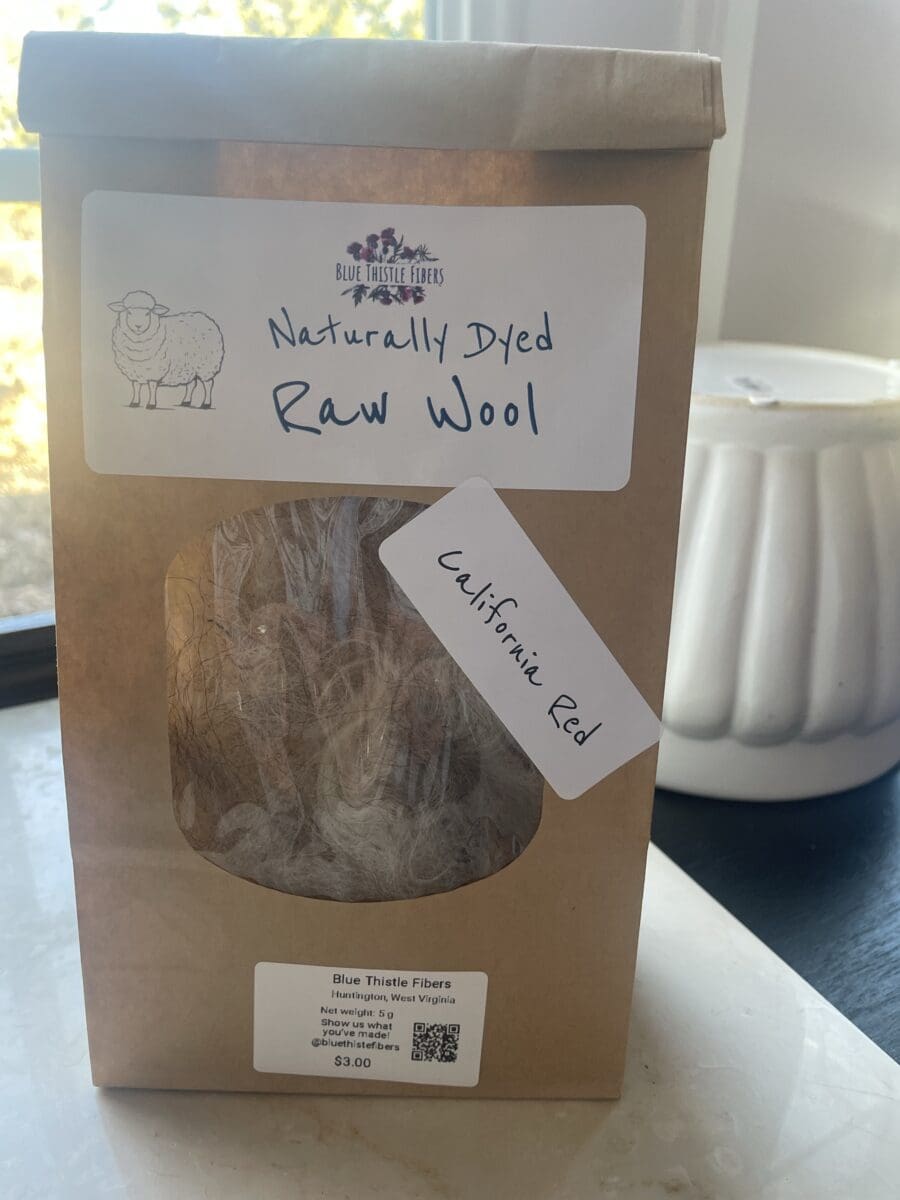 BLUE THISTLE FIBERS
Naturally Dyed
Raw Wool
California Red
Blue Thistle Fibers
Huntington, West Virginia
Net weight: 5 g
Show us what
you've made!
@bluethistlefibers
$3.00